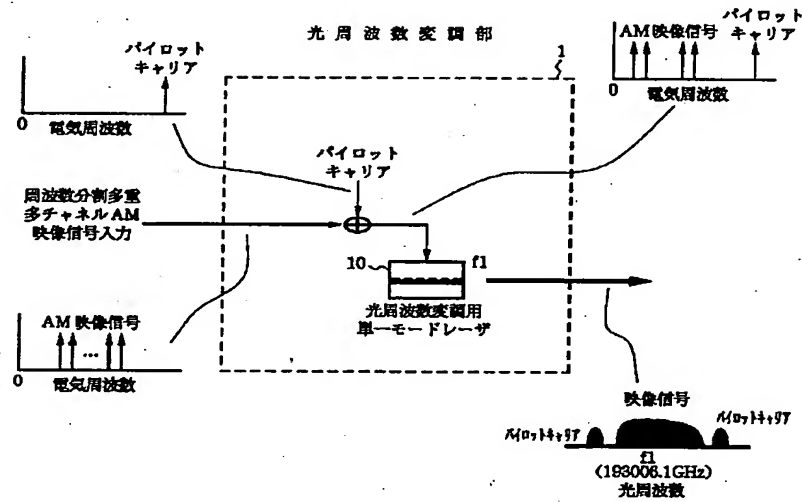 光周波数変調部
パイロット
キャリア
0
電気周波数
1
AM映像信号
パイロット
キャリア
0
電気周波数
パイロット
キャリア
周波数分割多重
多チャネルAM
映像信号入力
10
f1
光周波数変調用
単一モードレーザ
AM映像信号
...
0
電気周波数
映像信号
パイロットキャリア
パイロットキャリア
f1
(193006.1GHz)
光周波数